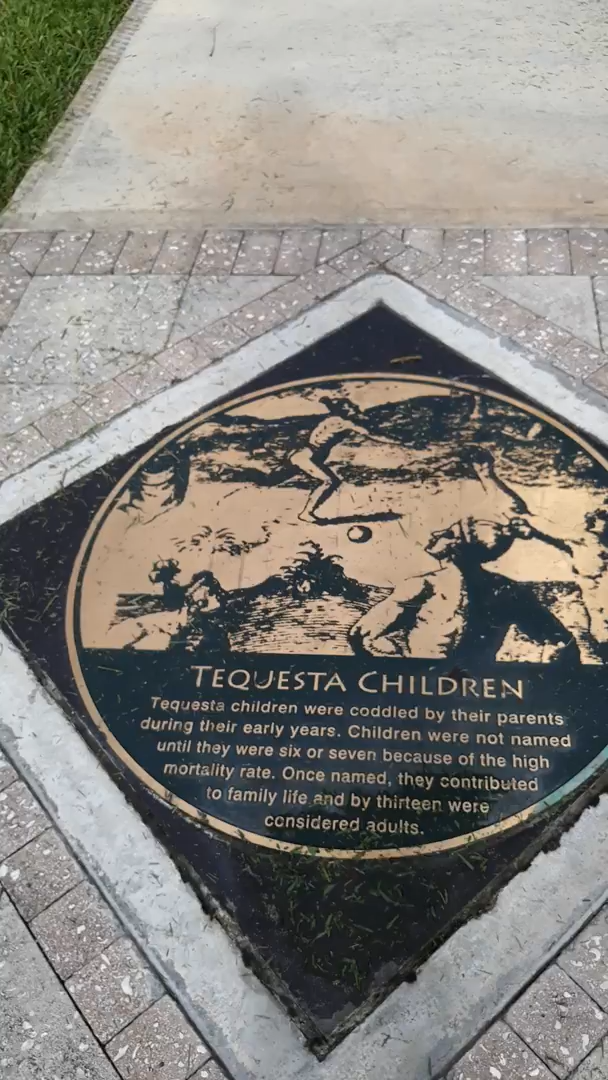 TEQUESTA CHILDREN
Tequesta children were coddled by their parents
during their early years. Children were not named
until they were six or seven because of the high
mortality rate. Once named, they contributed
to family life and by thirteen were
considered adults.